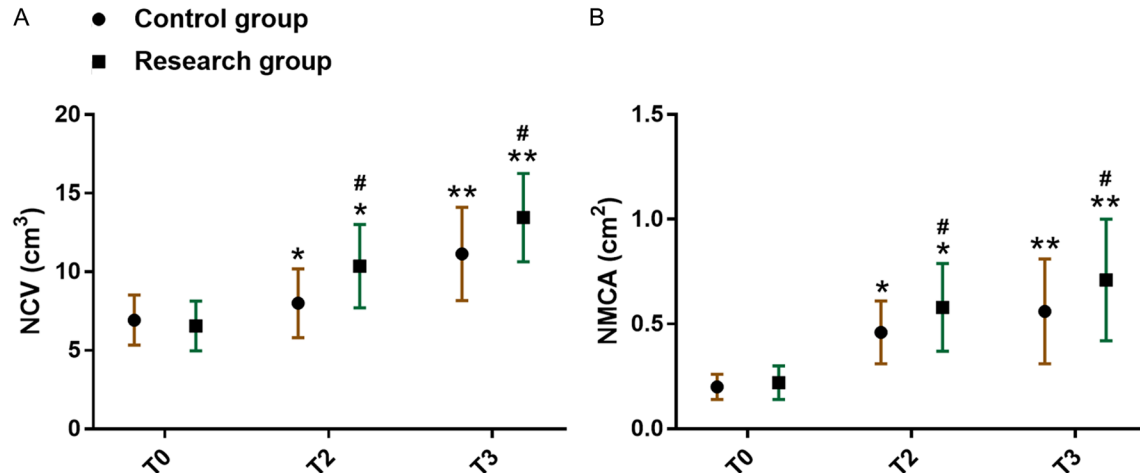 A
Control group
Research group
20
15
10
5
0
NCV (cm³)
#
*
*
#
**
**
T0
T2
T3
B
1.5
1.0
0.5
0.0
NMCA (cm²)
#
*
*
#
**
**
T0
T2
T3